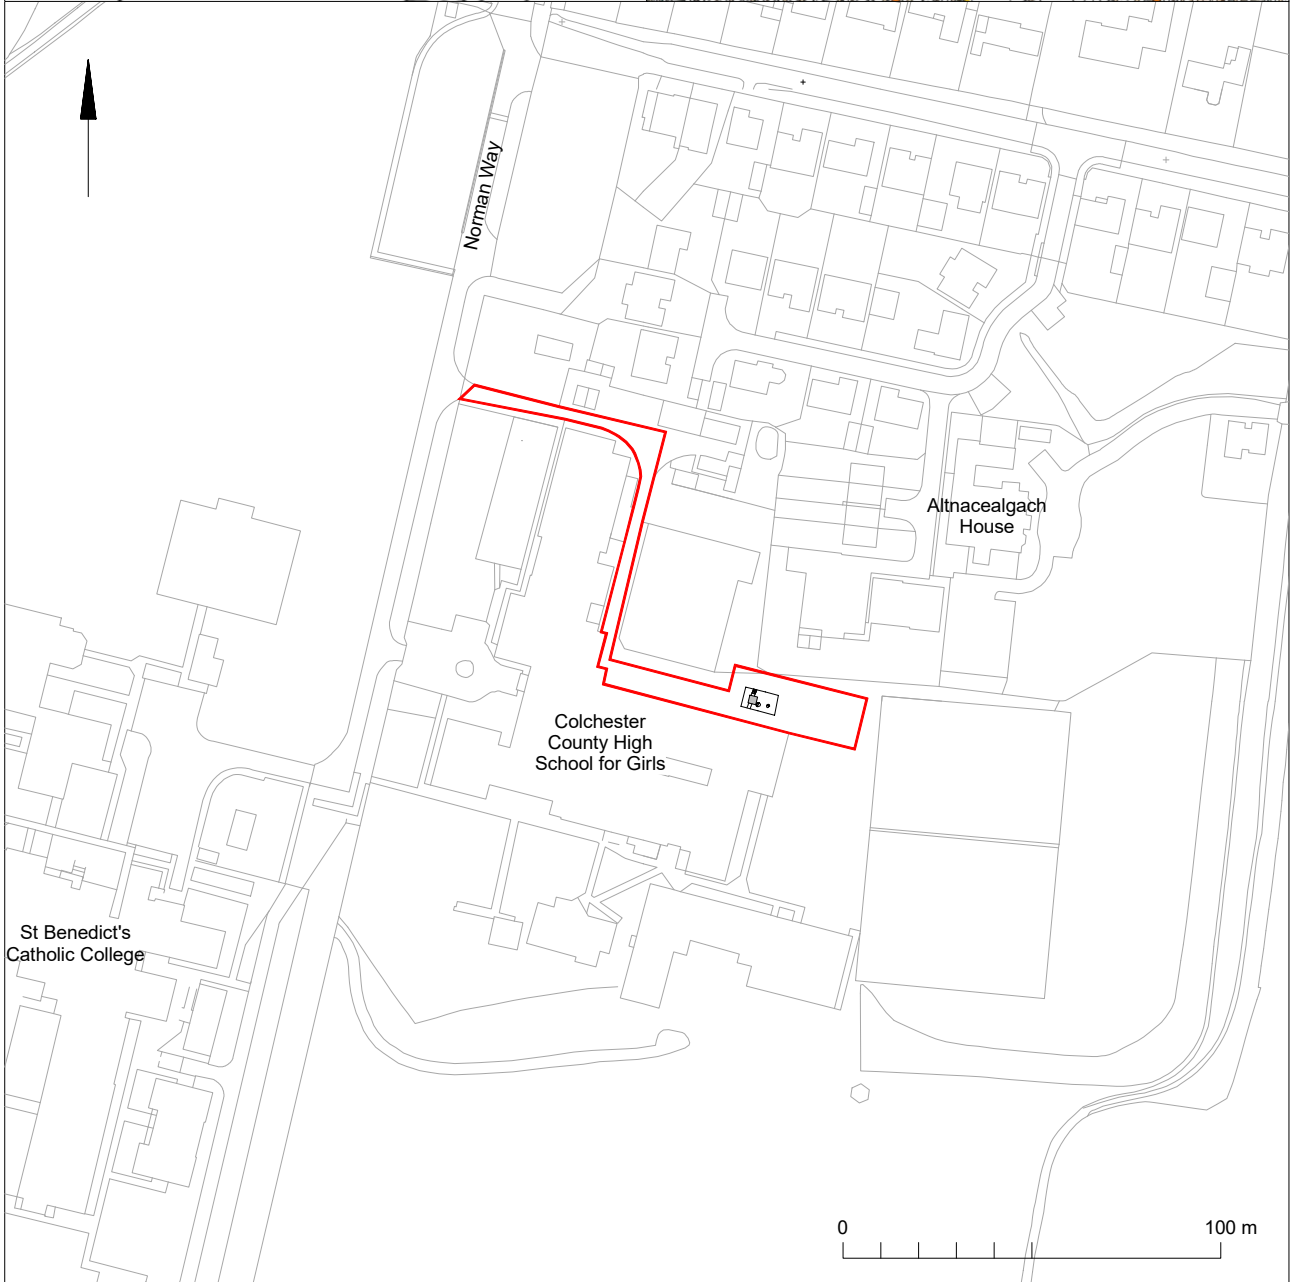 Norman Way
Altnacealgach
House
Colchester
County High
School for Girls
St Benedict's
Catholic College
0 100 m